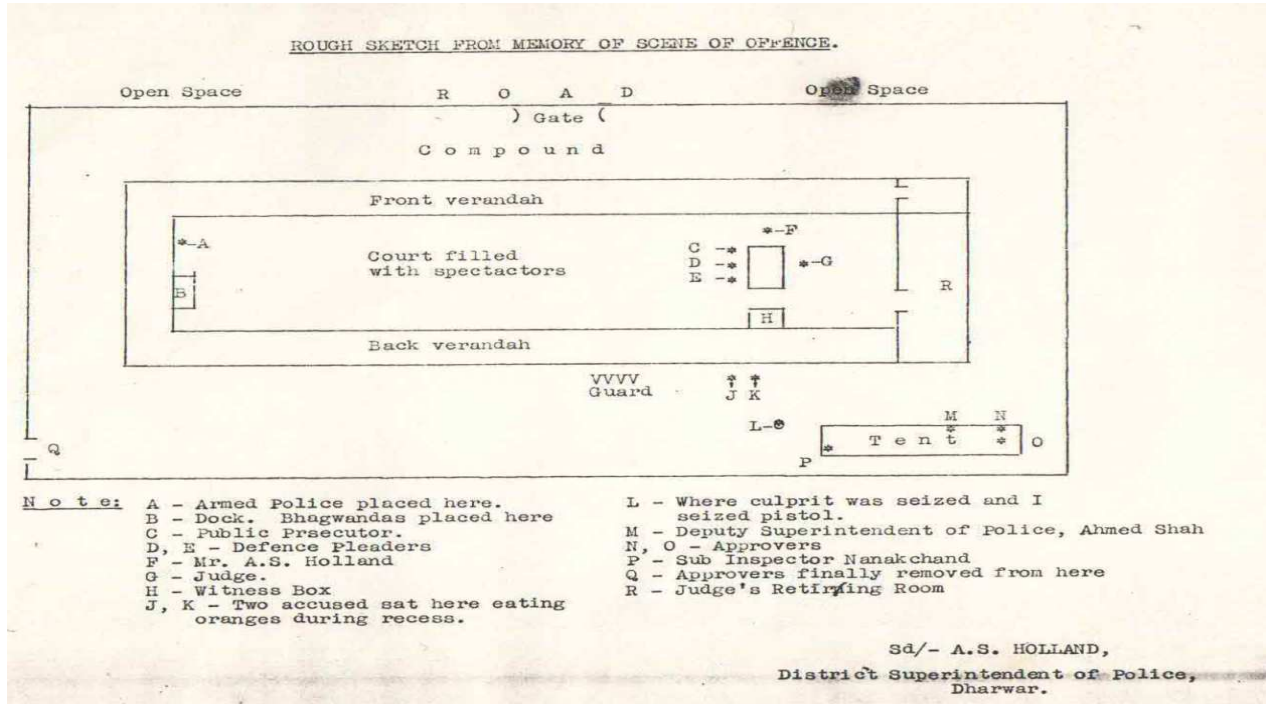 ROUGH SKETCH FROM MEMORY OF SCENE OF OFFENCE.
Open Space R O A D Open Space
) Gate (
C o m p o u n d
Front verandah
*-F
*-A
C -*
Court filled
D -* *-G
with spectactors
E -*
B
R
H
Back verandah
VVVV
Guard
J K
L-
M N
T e n t
O
Q
P
N o t e:
A - Armed Police placed here.
B - Dock. Bhagwandas placed here
C - Public Prsecutor.
D, E - Defence Pleaders
F - Mr. A.S. Holland
G - Judge.
H - Witness Box
J, K - Two accused sat here eating
oranges during recess.
L - Where culprit was seized and I
seized pistol.
M - Deputy Superintendent of Police, Ahmed Shah
N, O - Approvers
P - Sub Inspector Nanakchand
Q - Approvers finally removed from here
R - Judge's Retiring Room
Sd/- A.S. HOLLAND,
District Superintendent of Police,
Dharwar.